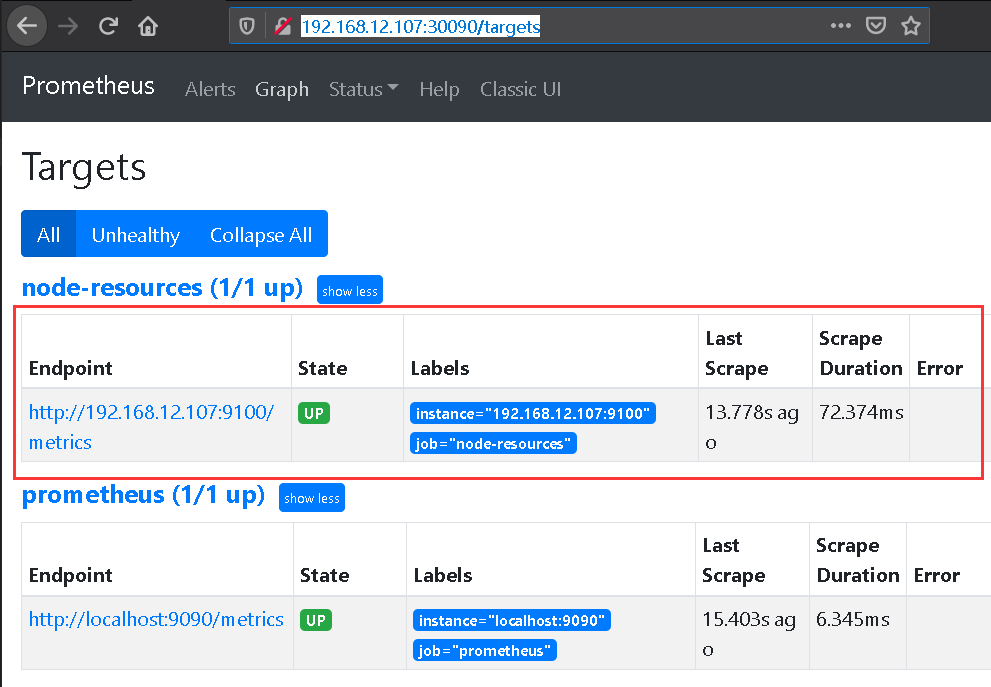 192.168.12.107:30090/targets
Prometheus Alerts Graph Status Help Classic UI
Targets
All Unhealthy Collapse All
node-resources (1/1 up) show less
Endpoint State Labels Last Scrape Scrape Duration Error
http://192.168.12.107:9100/metrics UP instance="192.168.12.107:9100" job="node-resources" 13.778s ago 72.374ms
prometheus (1/1 up) show less
Endpoint State Labels Last Scrape Scrape Duration Error
http://localhost:9090/metrics UP instance="localhost:9090" job="prometheus" 15.403s ago 6.345ms